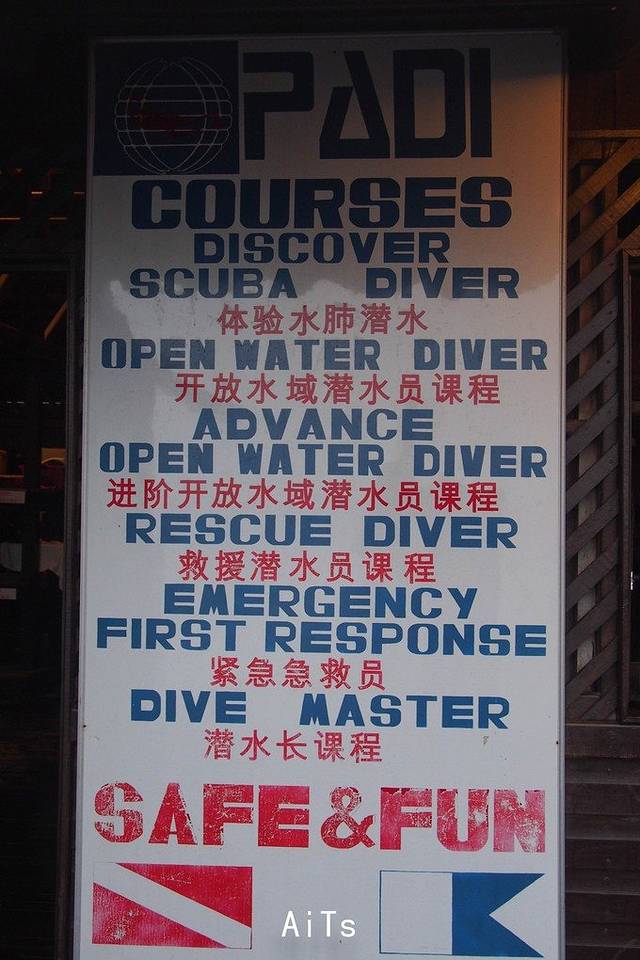 PADI
COURSES
DISCOVER
SCUBA DIVER
体验水肺潜水
OPEN WATER DIVER
开放水域潜水员课程
ADVANCE
OPEN WATER DIVER
进阶开放水域潜水员课程
RESCUE DIVER
救援潜水员课程
EMERGENCY
FIRST RESPONSE
紧急急救员
DIVE MASTER
潜水长课程
SAFE&FUN
AiTs